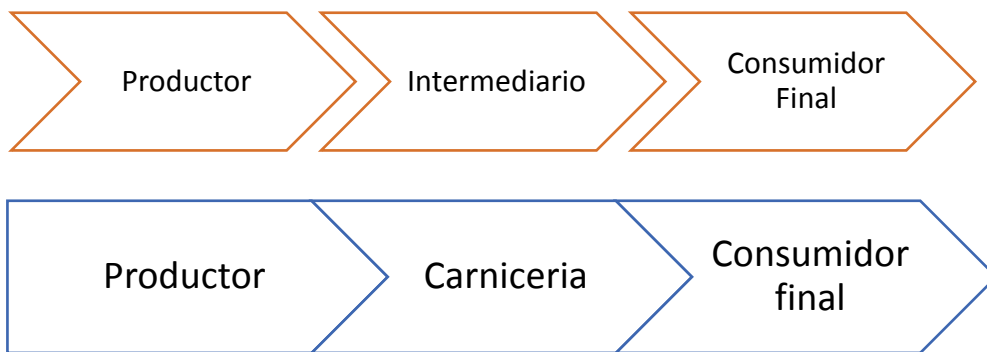 Productor
Intermediario
Consumidor
Final
Productor
Carniceria
Consumidor
final